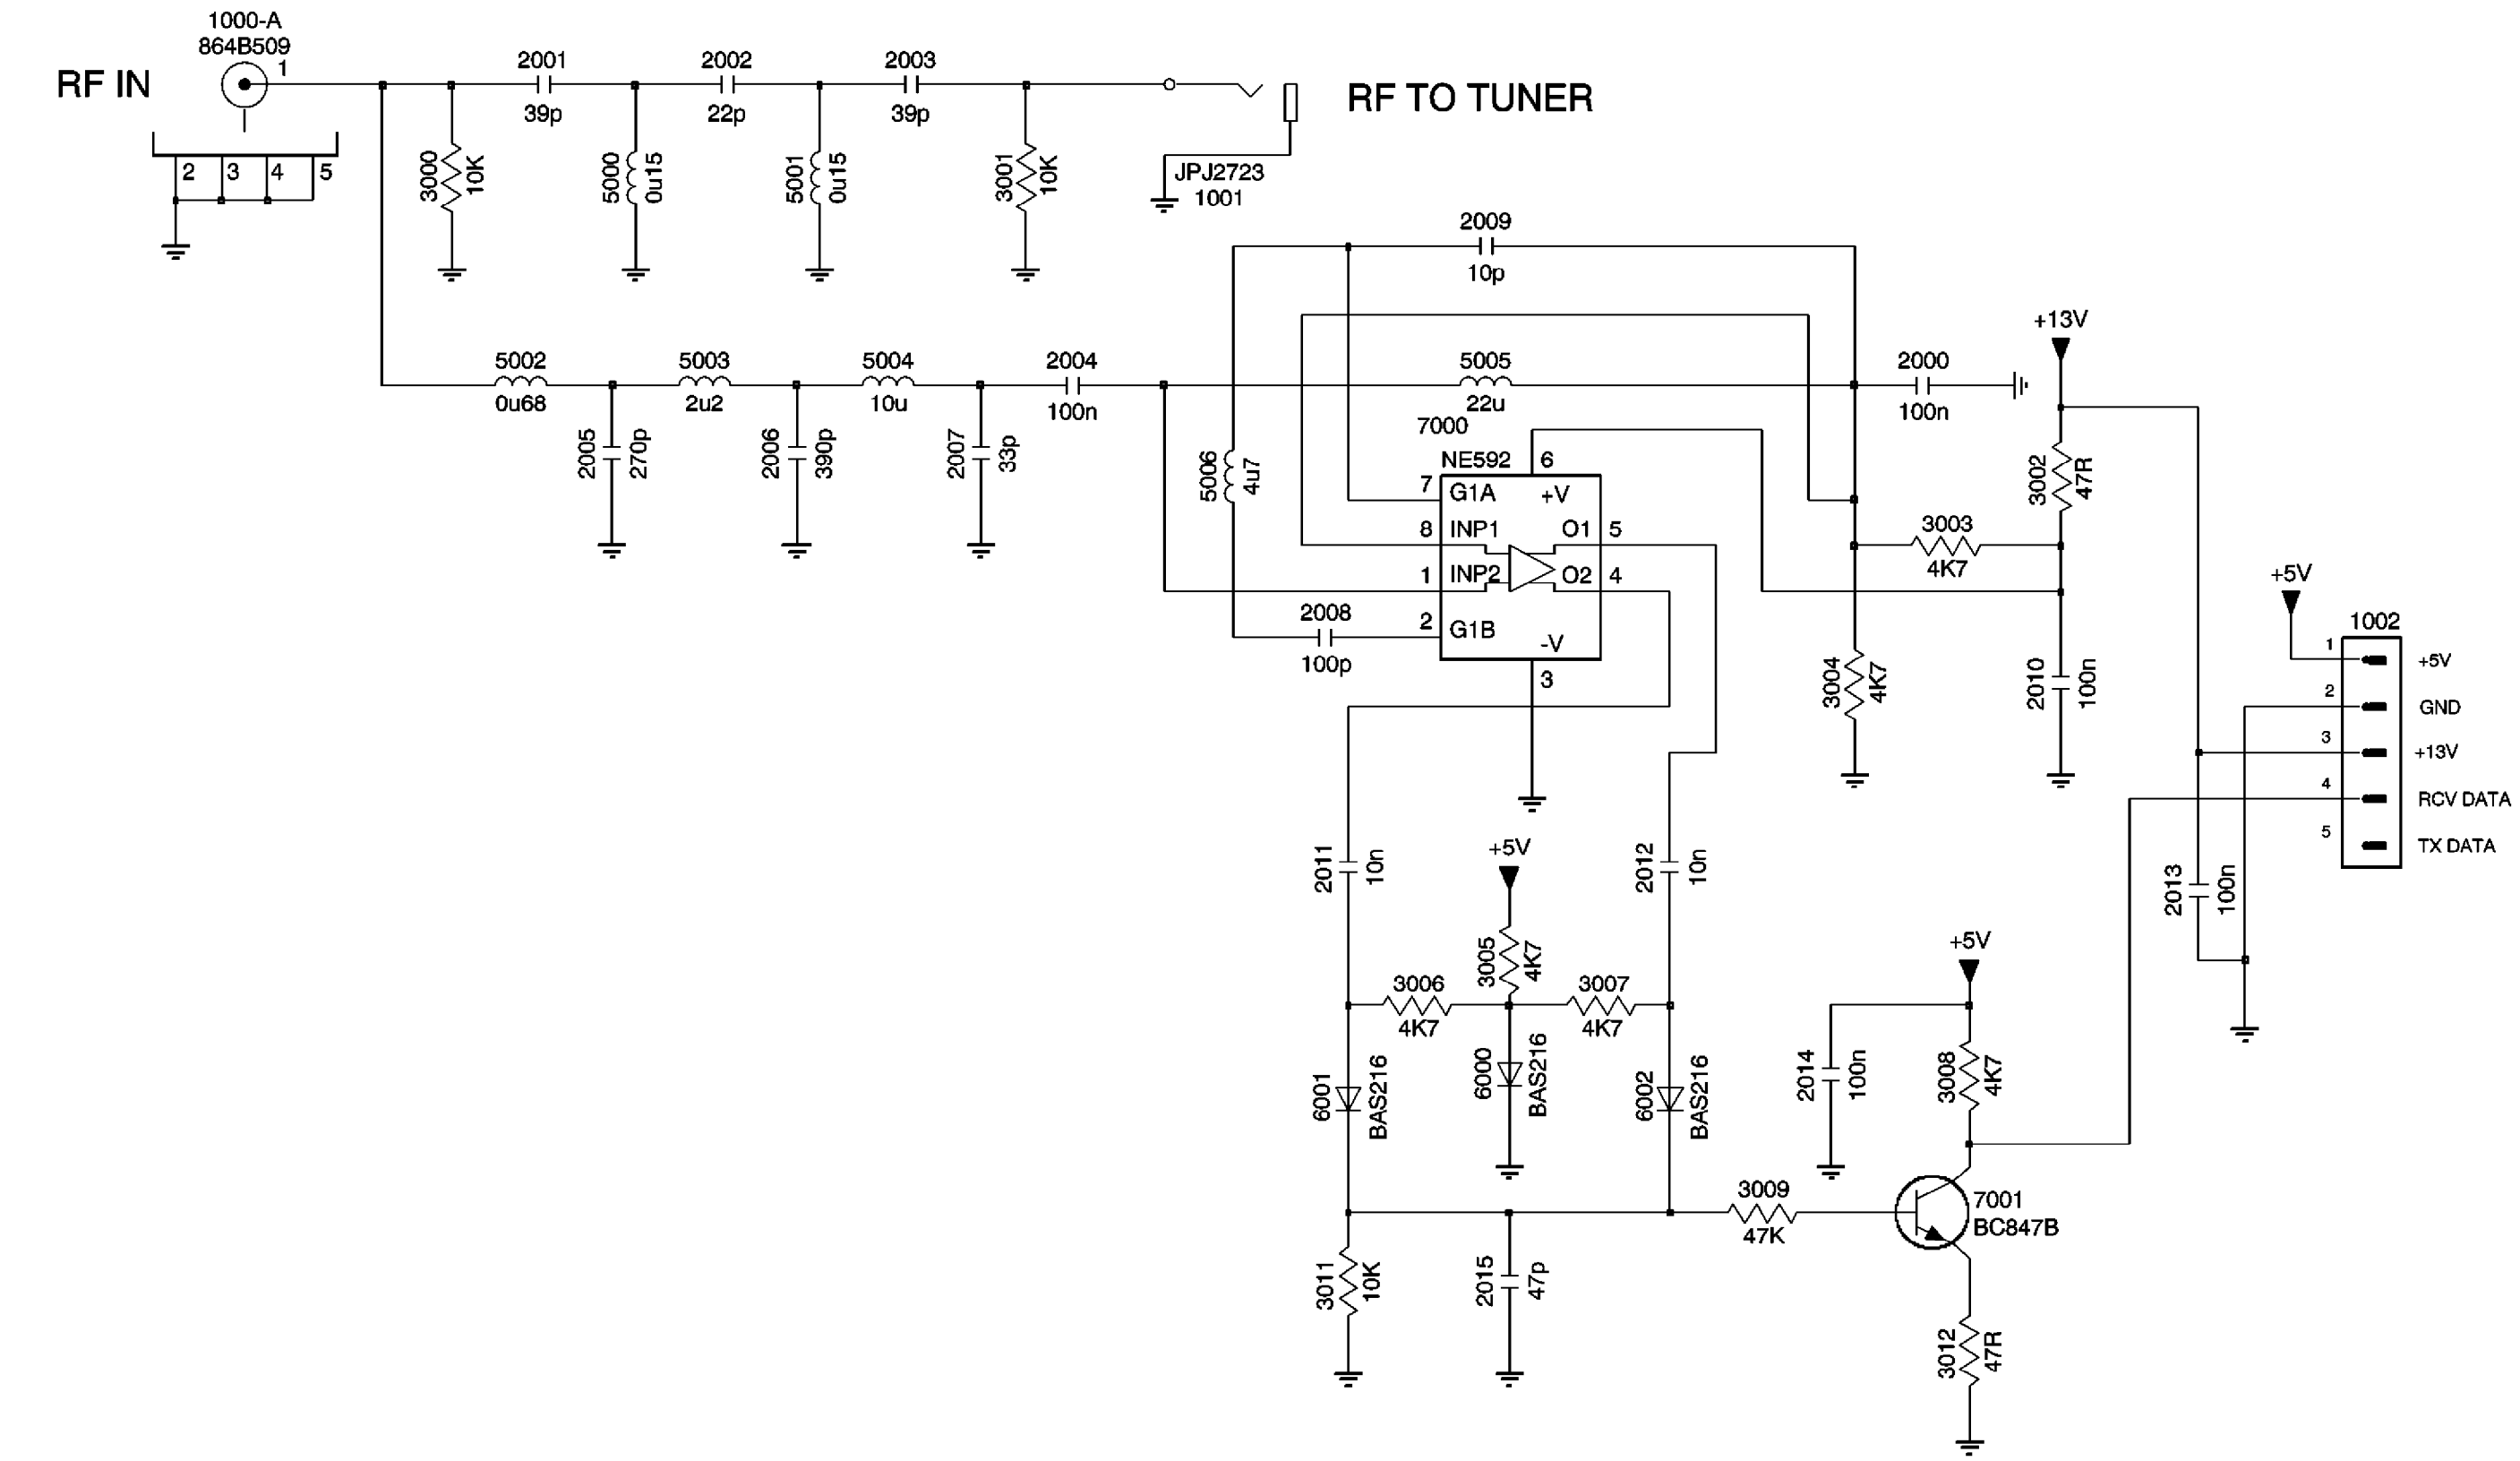 1000-A
864B509
1
RF IN
2
3
4
5
2001
39p
2002
22p
2003
39p
3000
10K
5000
0u15
5001
0u15
3001
10K
RF TO TUNER
JPJ2723
1001
2009
10p
5002
0u68
5003
2u2
5004
10u
2004
100n
5005
22u
2000
100n
2005
270p
2006
390p
2007
33p
5006
4u7
7000
NE592
6
7
G1A
+V
8
INP1
O1
5
1
INP2
O2
4
2
G1B
-V
3
2008
100p
+13V
3002
47R
3003
4K7
3004
4K7
2010
100n
+5V
1002
1
+5V
2
GND
3
+13V
4
RCV DATA
5
TX DATA
2013
100n
2011
10n
+5V
2012
10n
3005
4K7
3006
4K7
3007
4K7
6001
BAS216
6000
BAS216
6002
BAS216
+5V
2014
100n
3008
4K7
3009
47K
7001
BC847B
3011
10K
2015
47p
3012
47R